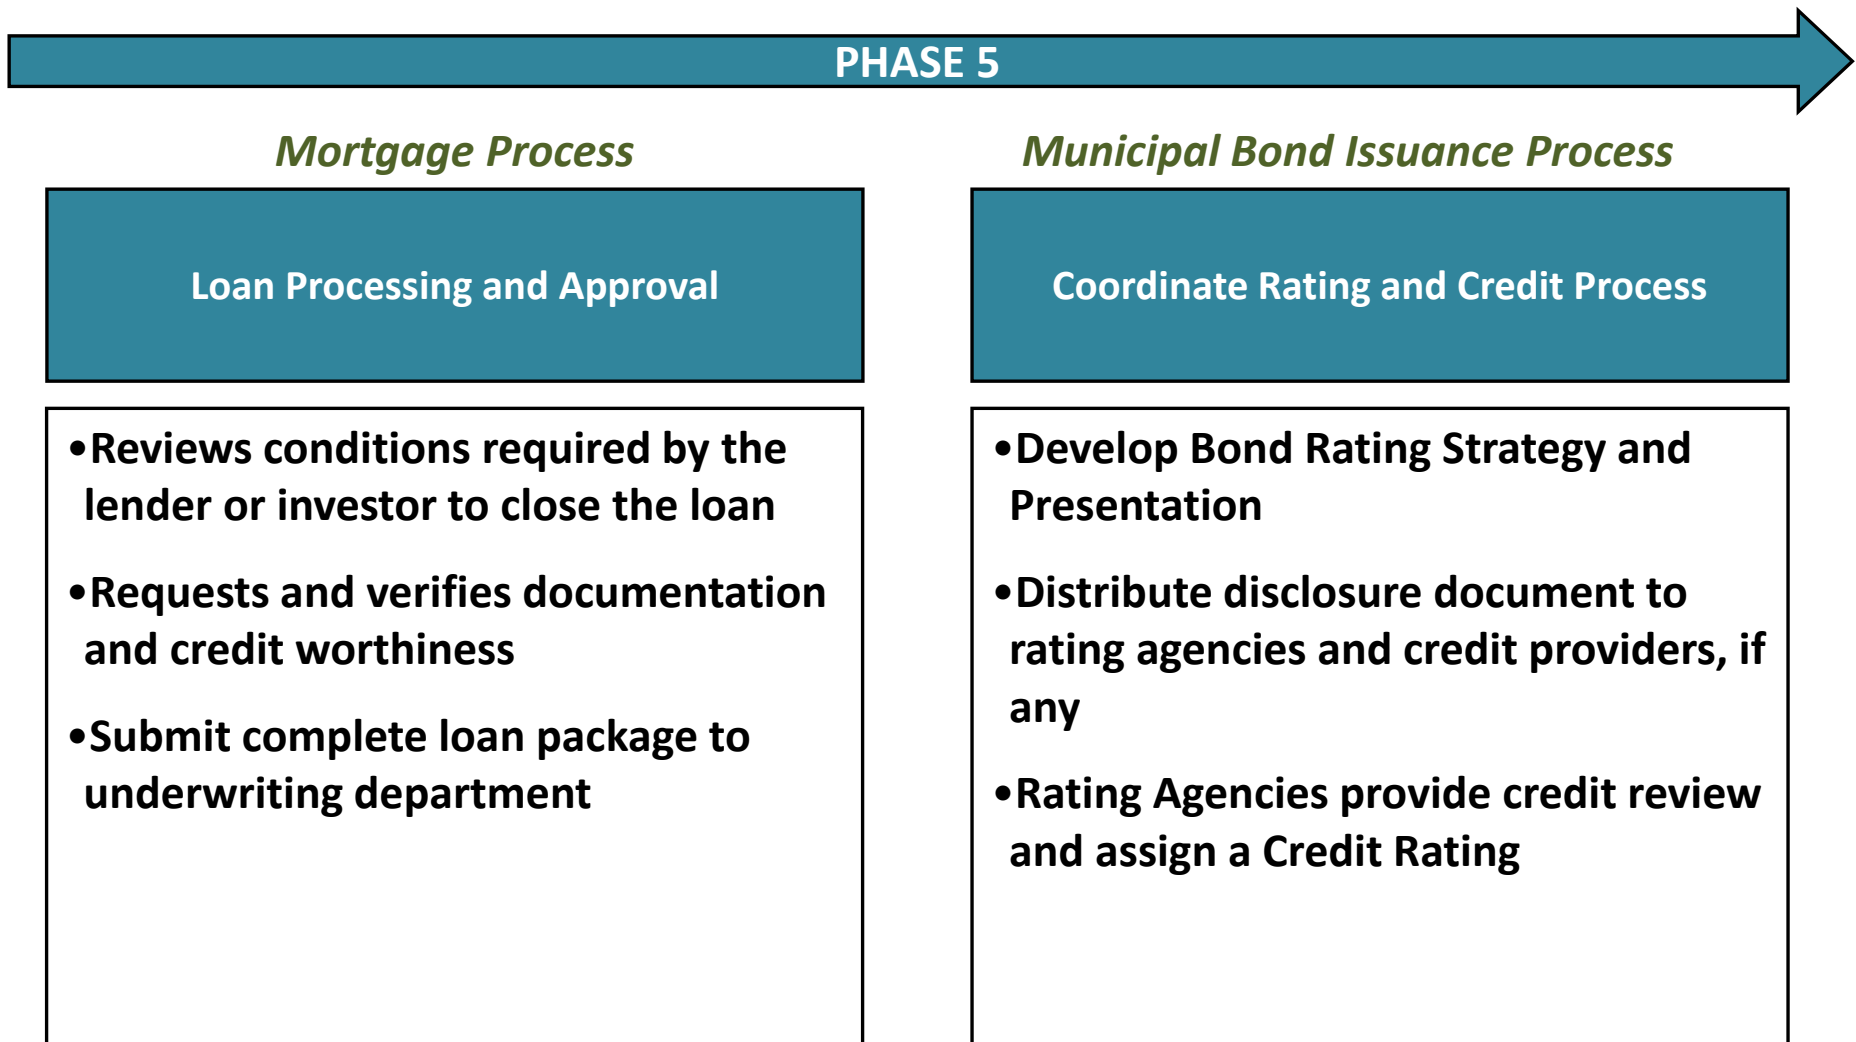 PHASE 5
Mortgage Process
Municipal Bond Issuance Process
Loan Processing and Approval
Coordinate Rating and Credit Process
•Reviews conditions required by the
lender or investor to close the loan
•Requests and verifies documentation
and credit worthiness
•Submit complete loan package to
underwriting department
•Develop Bond Rating Strategy and
Presentation
•Distribute disclosure document to
rating agencies and credit providers, if
any
•Rating Agencies provide credit review
and assign a Credit Rating